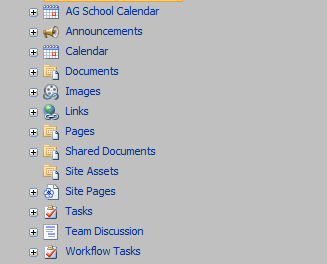 AG School Calendar
Announcements
Calendar
Documents
Images
Links
Pages
Shared Documents
Site Assets
Site Pages
Tasks
Team Discussion
Workflow Tasks